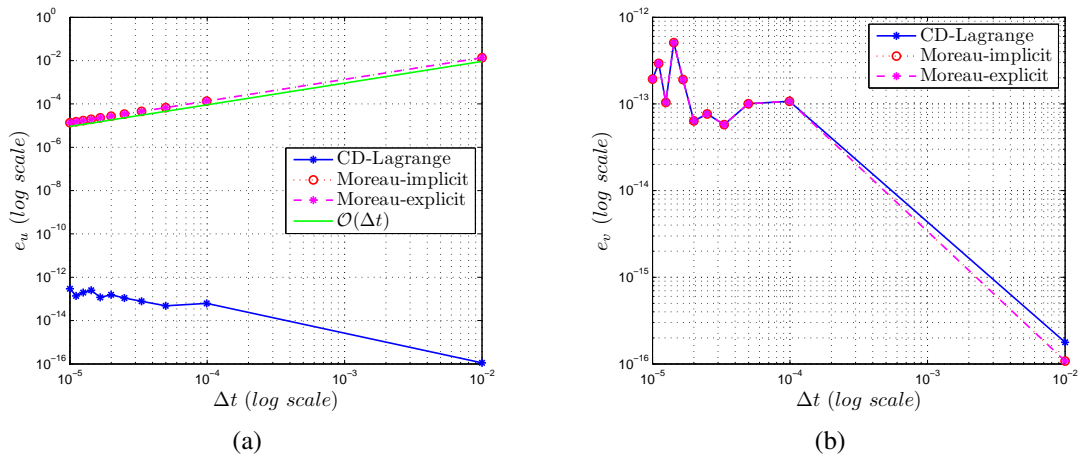 10^0
10^{-2}
10^{-4}
10^{-6}
10^{-8}
10^{-10}
10^{-12}
10^{-14}
10^{-16}
e_u (log scale)
CD-Lagrange
Moreau-implicit
Moreau-explicit
O(Δt)
10^{-5}
10^{-4}
10^{-3}
10^{-2}
Δt (log scale)
(a)
10^{-12}
10^{-13}
10^{-14}
10^{-15}
10^{-16}
e_v (log scale)
CD-Lagrange
Moreau-implicit
Moreau-explicit
10^{-5}
10^{-4}
10^{-3}
10^{-2}
Δt (log scale)
(b)